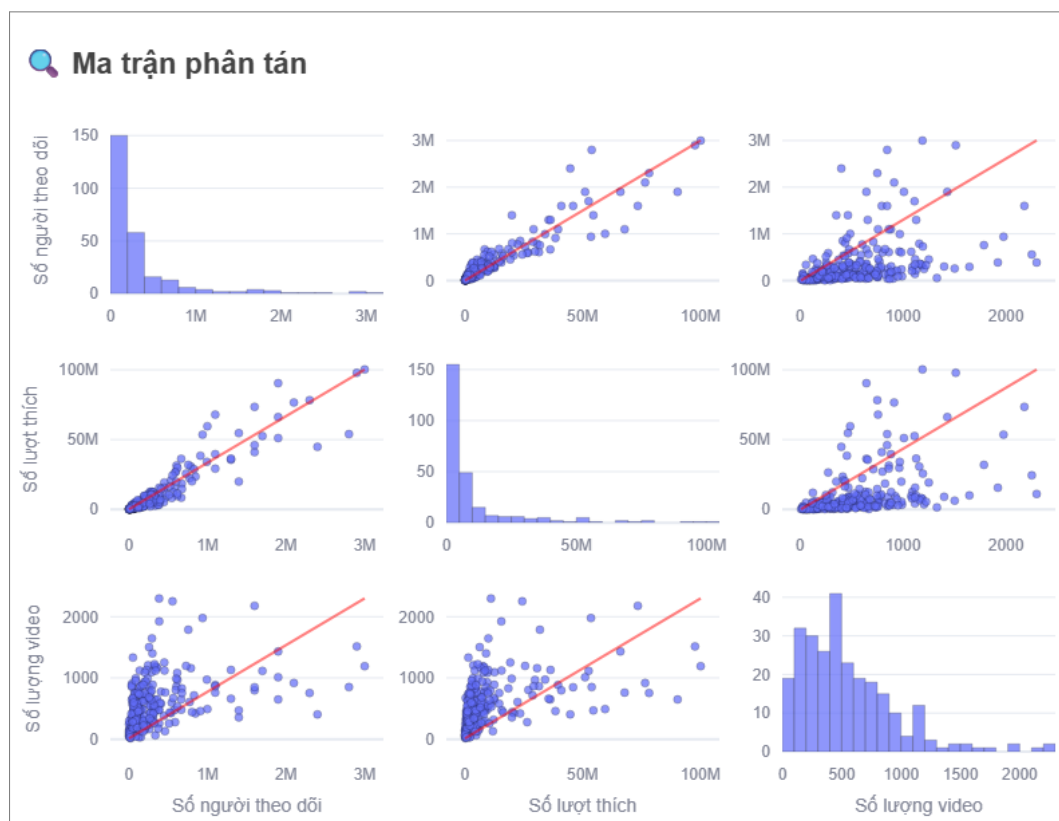 🔍 Ma trận phân tán
Số người theo dõi
150
100
50
0
0
1M
2M
3M
3M
2M
1M
0
0
50M
100M
3M
2M
1M
0
0
1000
2000
Số lượt thích
100M
50M
0
0
1M
2M
3M
150
100
50
0
0
50M
100M
100M
50M
0
0
1000
2000
Số lượng video
2000
1000
0
0
1M
2M
3M
Số người theo dõi
2000
1000
0
0
50M
100M
Số lượt thích
40
30
20
10
0
0
500
1000
1500
2000
Số lượng video